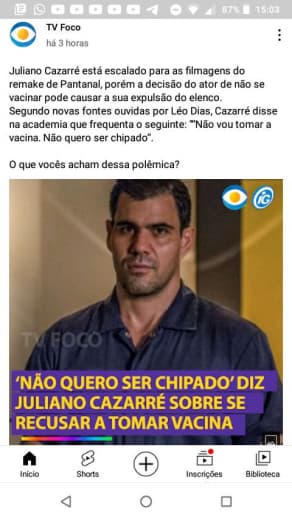 87% 15:03
TV Foco
há 3 horas
Juliano Cazarré está escalado para as filmagens do
remake de Pantanal, porém a decisão do ator de não se
vacinar pode causar a sua expulsão do elenco.
Segundo novas fontes ouvidas por Léo Dias, Cazarré disse
na academia que frequenta o seguinte: ""Não vou tomar a
vacina. Não quero ser chipado".
O que vocês acham dessa polêmica?
iG
TV FOCO
'NÃO QUERO SER CHIPADO' DIZ
JULIANO CAZARRÉ SOBRE SE
RECUSAR A TOMAR VACINA
Início Shorts Inscrições Biblioteca